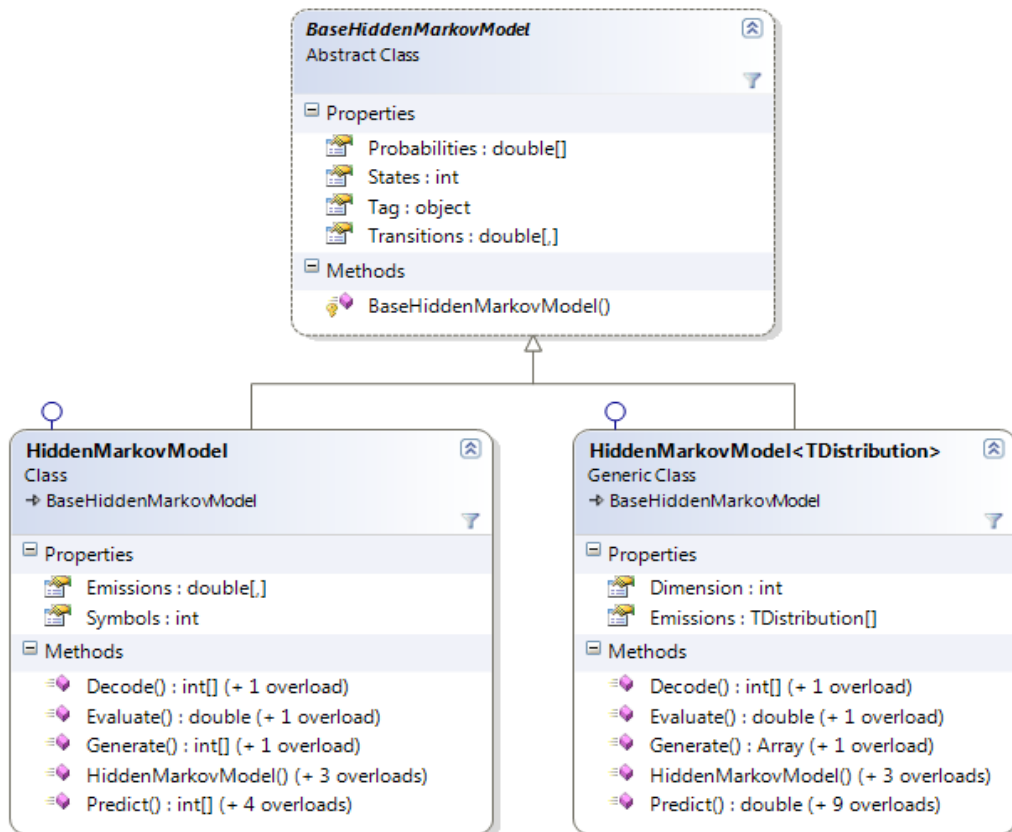 BaseHiddenMarkovModel
Abstract Class
Properties
Probabilities : double[]
States : int
Tag : object
Transitions : double[,]
Methods
BaseHiddenMarkovModel()
HiddenMarkovModel
Class
BaseHiddenMarkovModel
Properties
Emissions : double[,]
Symbols : int
Methods
Decode() : int[] (+ 1 overload)
Evaluate() : double (+ 1 overload)
Generate() : int[] (+ 1 overload)
HiddenMarkovModel() (+ 3 overloads)
Predict() : int[] (+ 4 overloads)
HiddenMarkovModel<TDistribution>
Generic Class
BaseHiddenMarkovModel
Properties
Dimension : int
Emissions : TDistribution[]
Methods
Decode() : int[] (+ 1 overload)
Evaluate() : double (+ 1 overload)
Generate() : Array (+ 1 overload)
HiddenMarkovModel() (+ 3 overloads)
Predict() : double (+ 9 overloads)